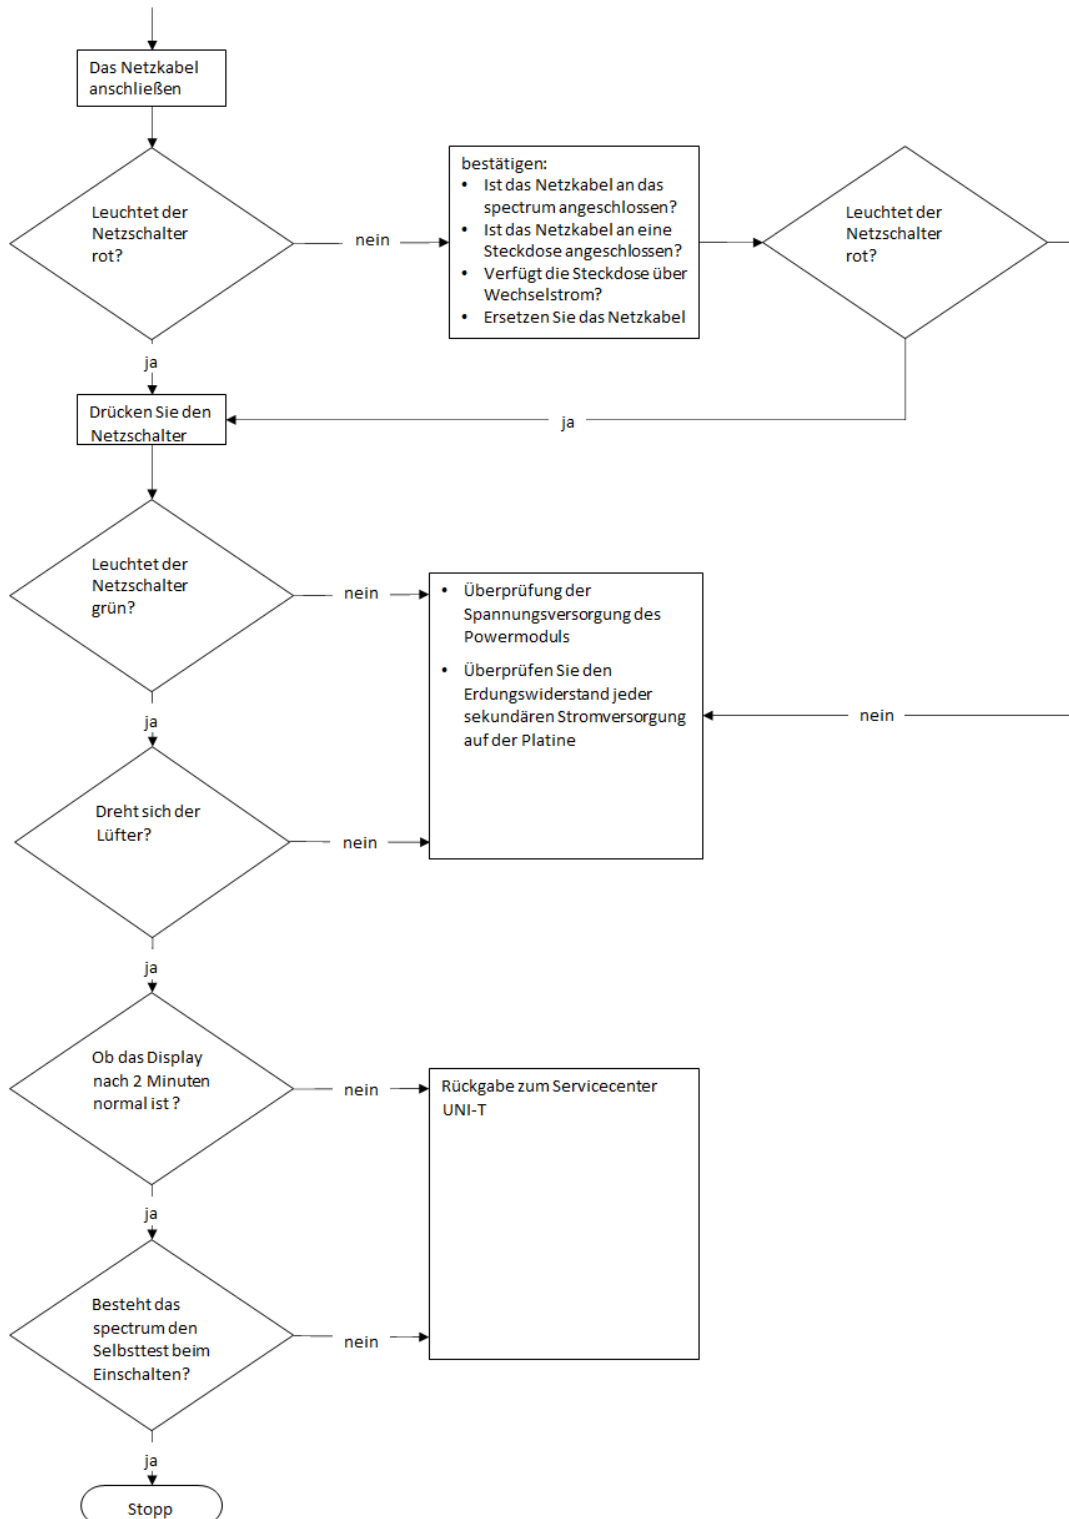 Das Netzkabel
anschließen
Leuchtet der
Netzschalter
rot?
nein
bestätigen:
• Ist das Netzkabel an das
spectrum angeschlossen?
• Ist das Netzkabel an eine
Steckdose angeschlossen?
• Verfügt die Steckdose über
Wechselstrom?
• Ersetzen Sie das Netzkabel
Leuchtet der
Netzschalter
rot?
ja
Drücken Sie den
Netzschalter
ja
Leuchtet der
Netzschalter
grün?
nein
• Überprüfung der
Spannungsversorgung des
Powermoduls
• Überprüfen Sie den
Erdungswiderstand jeder
sekundären Stromversorgung
auf der Platine
nein
ja
Dreht sich der
Lüfter?
nein
ja
Ob das Display
nach 2 Minuten
normal ist ?
nein
Rückgabe zum Servicecenter
UNI-T
ja
Besteht das
spectrum den
Selbsttest beim
Einschalten?
nein
ja
Stopp